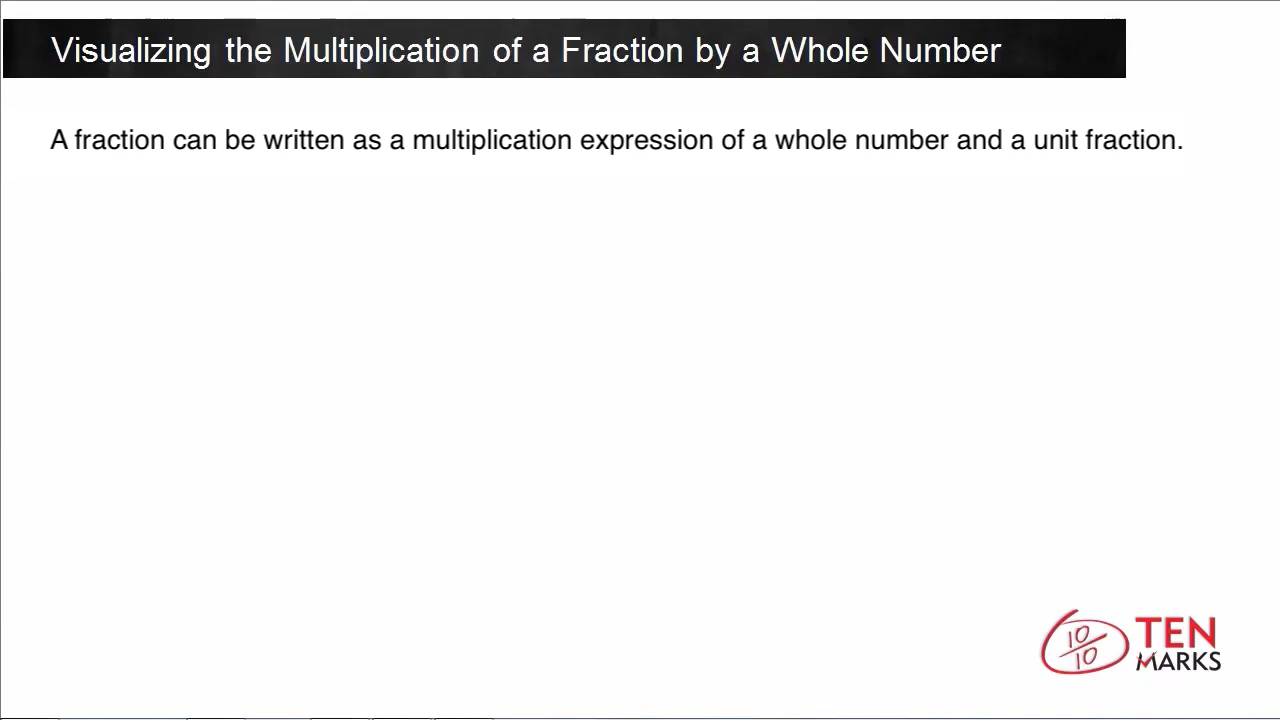 Visualizing the Multiplication of a Fraction by a Whole Number
A fraction can be written as a multiplication expression of a whole number and a unit fraction.
10
10
TEN
MARKS